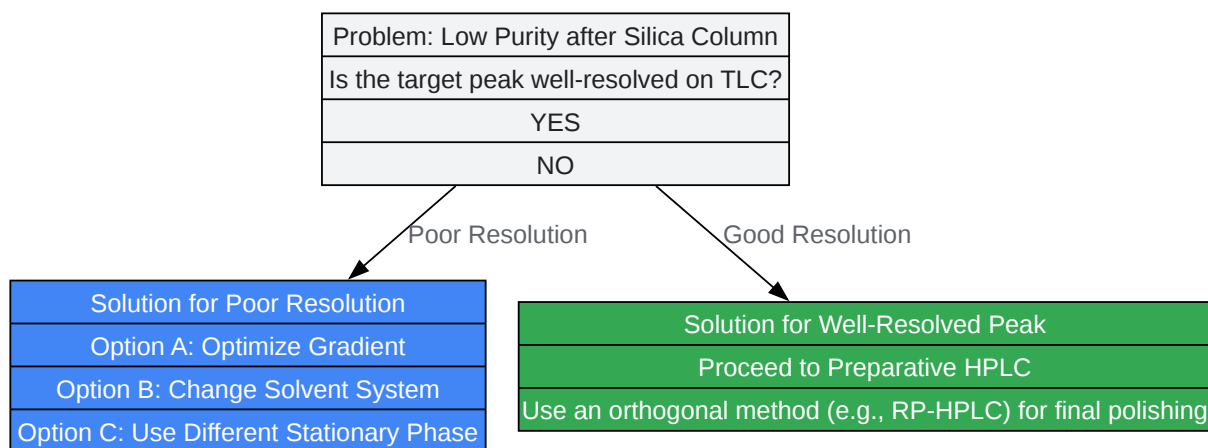 Problem: Low Purity after Silica Column
Is the target peak well-resolved on TLC?
YES
NO
Poor Resolution
Good Resolution
Solution for Poor Resolution
Option A: Optimize Gradient
Option B: Change Solvent System
Option C: Use Different Stationary Phase
Solution for Well-Resolved Peak
Proceed to Preparative HPLC
Use an orthogonal method (e.g., RP-HPLC) for final polishing